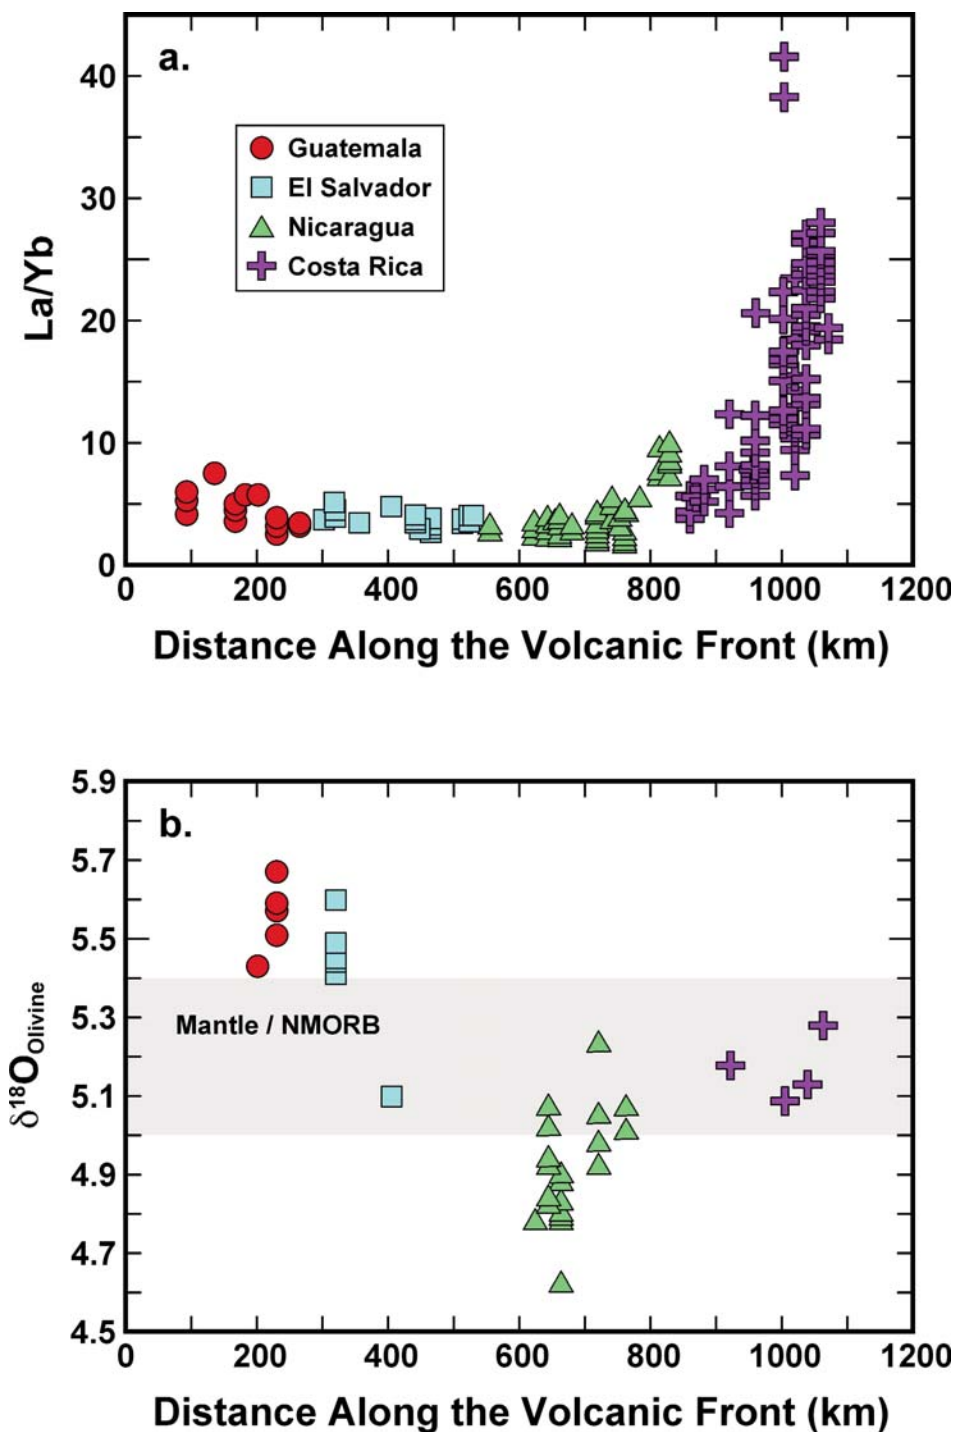 a.
40
30
20
10
0
La/Yb
Guatemala
El Salvador
Nicaragua
Costa Rica
0 200 400 600 800 1000 1200
Distance Along the Volcanic Front (km)
b.
5.9
5.7
5.5
5.3
5.1
4.9
4.7
4.5
δ¹⁸O_Olivine
Mantle / NMORB
0 200 400 600 800 1000 1200
Distance Along the Volcanic Front (km)